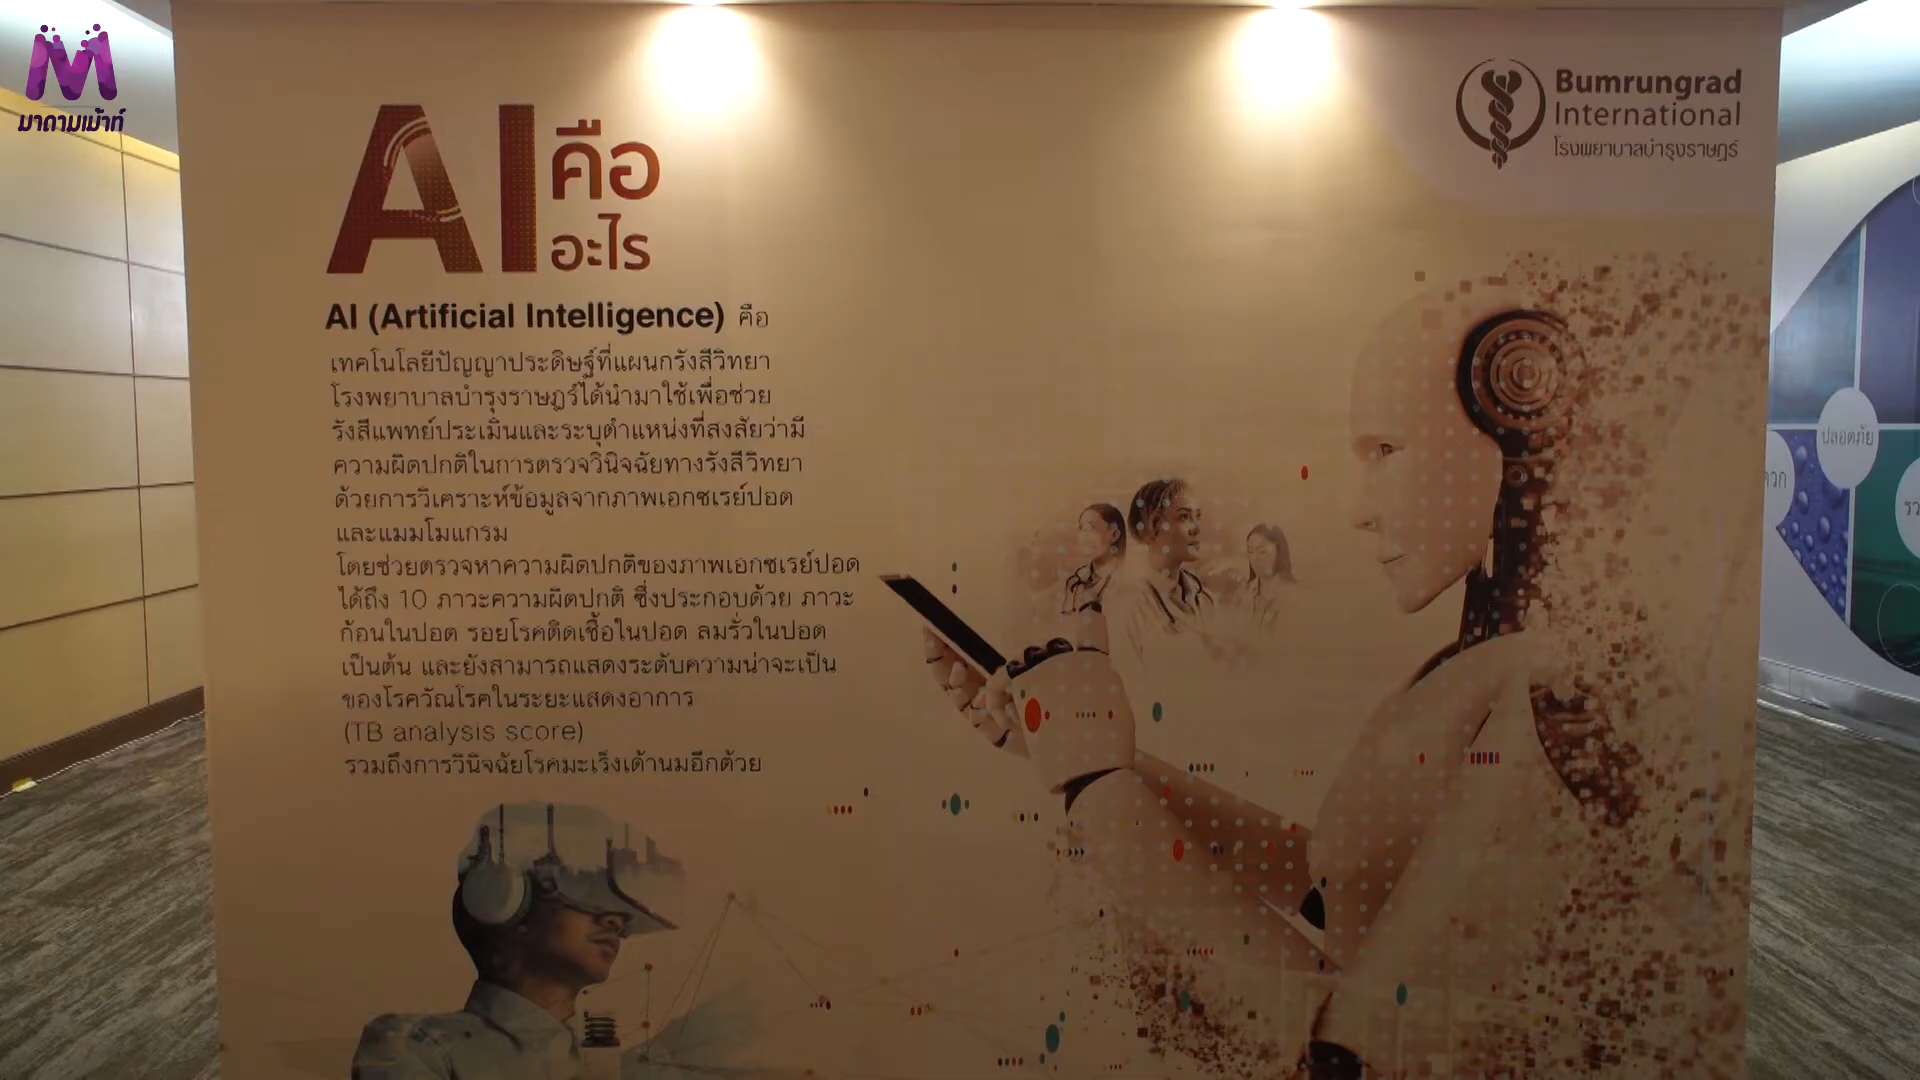 มาดามเม้าท์
AI คือ
อะไร
Bumrungrad
International
โรงพยาบาลบำรุงราษฎร์
AI (Artificial Intelligence) คือ
เทคโนโลยีปัญญาประดิษฐ์ที่แผนกรังสีวิทยา
โรงพยาบาลบำรุงราษฎร์ได้นำมาใช้เพื่อช่วย
รังสีแพทย์ประเมินและระบุตำแหน่งที่สงสัยว่ามี
ความผิดปกติในการตรวจวินิจฉัยทางรังสีวิทยา
ด้วยการวิเคราะห์ข้อมูลจากภาพเอกซเรย์ปอด
และแมมโมแกรม
โดยช่วยตรวจหาความผิดปกติของภาพเอกซเรย์ปอด
ได้ถึง 10 ภาวะความผิดปกติ ซึ่งประกอบด้วย ภาวะ
ก้อนในปอด รอยโรคติดเชื้อในปอด ลมรั่วในปอด
เป็นต้น และยังสามารถแสดงระดับความน่าจะเป็น
ของโรควัณโรคในระยะแสดงอาการ
(TB analysis score)
รวมถึงการวินิจฉัยโรคมะเร็งเต้านมอีกด้วย
ปลอดภัย